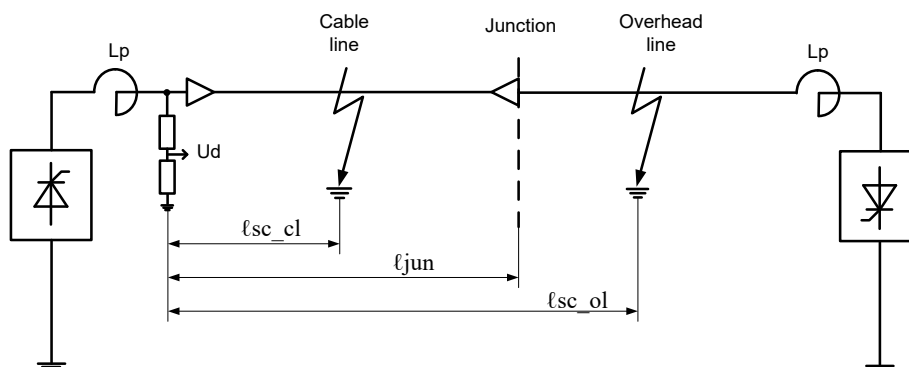 Cable
line
Junction
Overhead
line
Lp
Lp
Ud
ℓsc_cl
ℓjun
ℓsc_ol